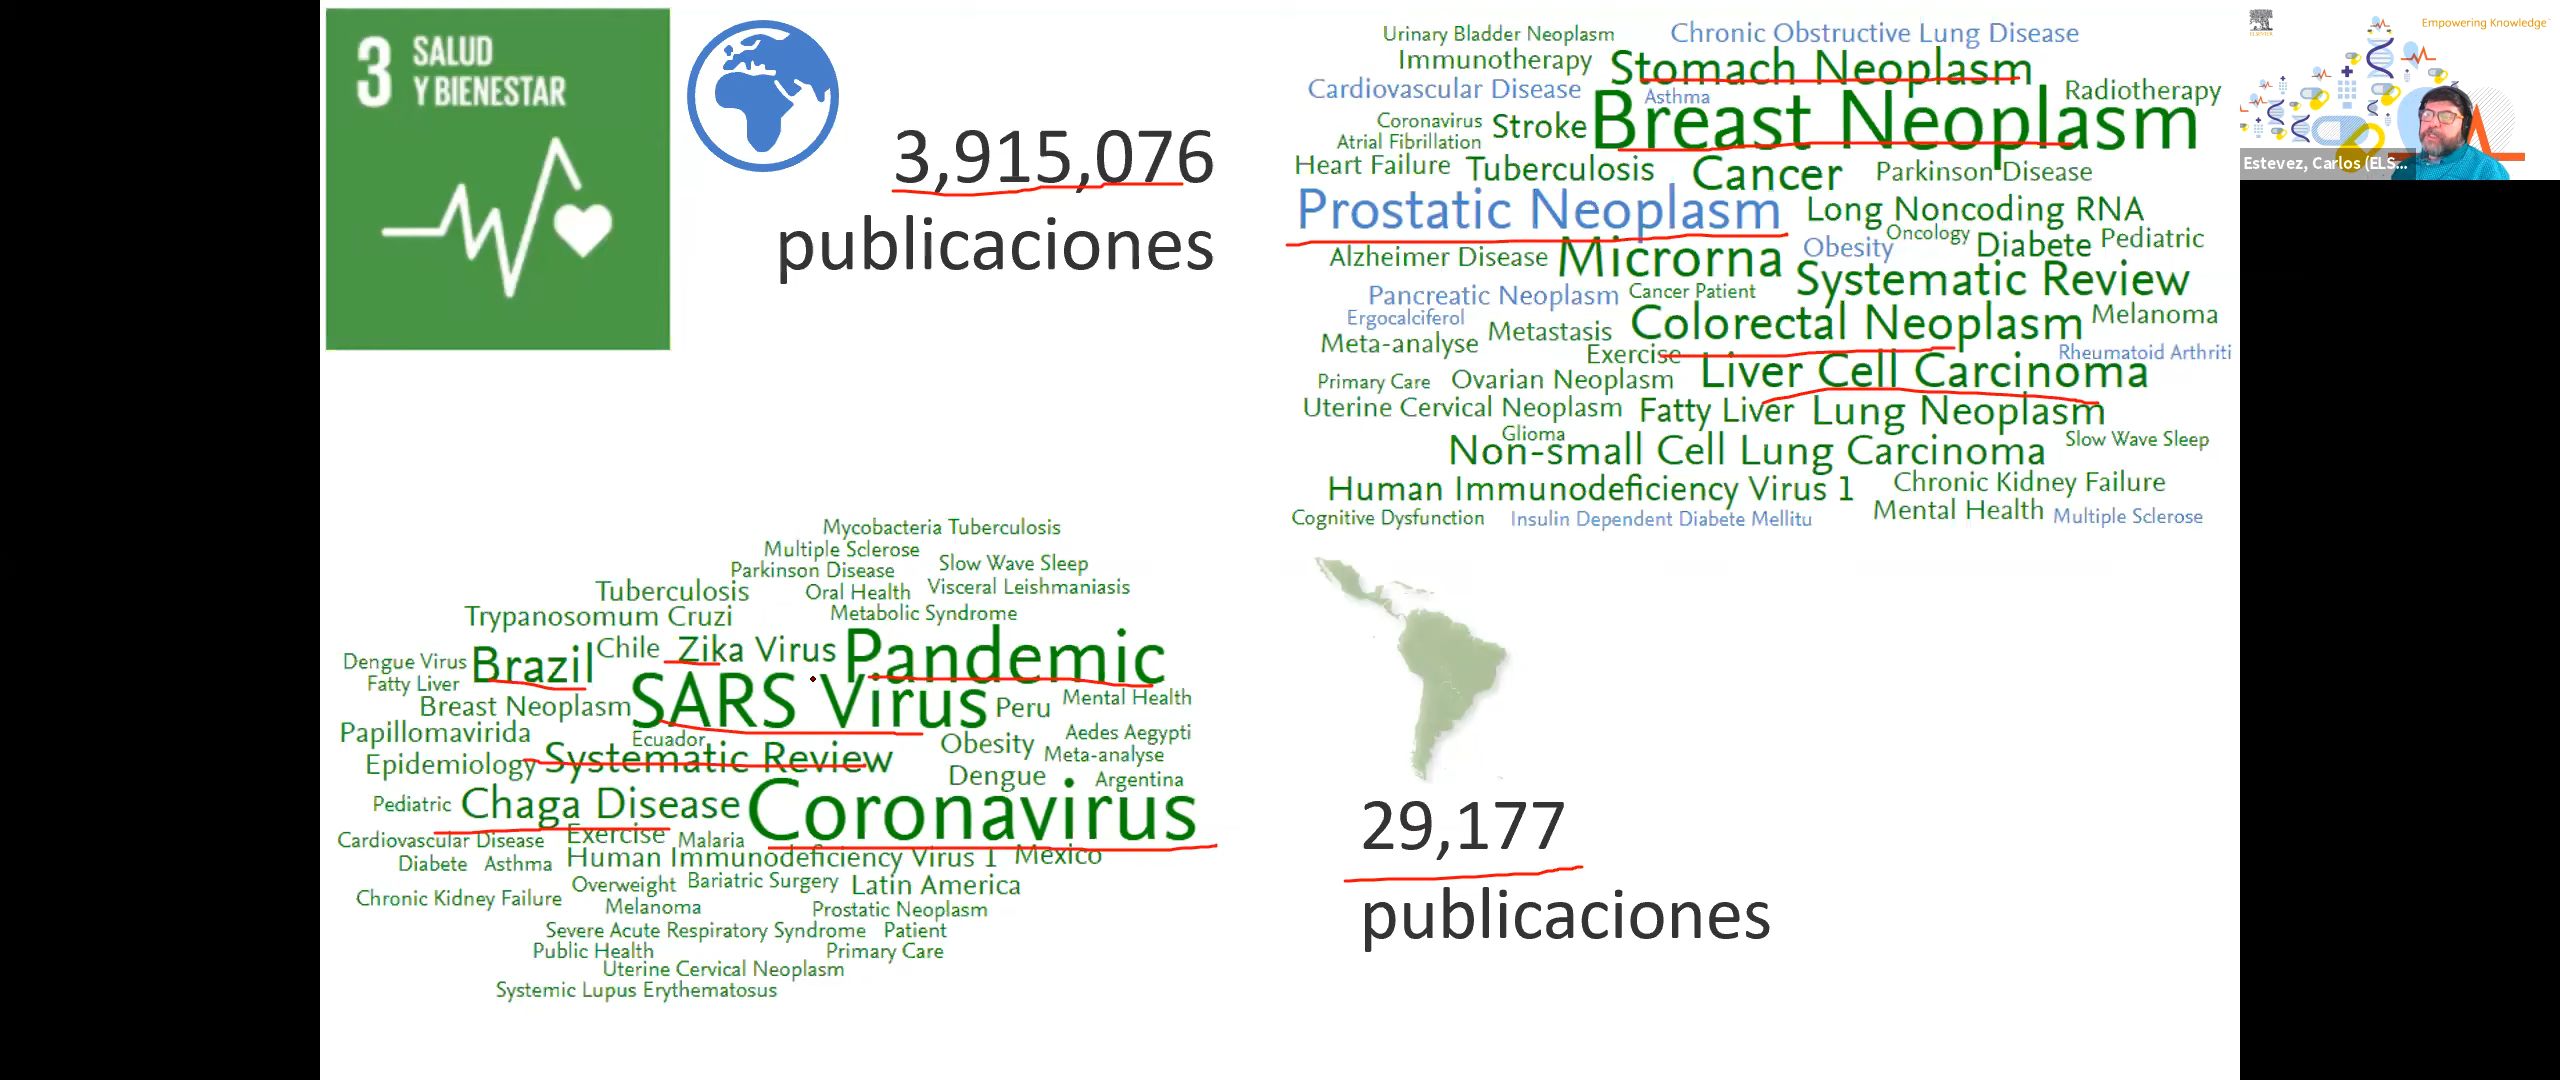 3 SALUD
Y BIENESTAR
3,915,076
publicaciones
Urinary Bladder Neoplasm Chronic Obstructive Lung Disease
Immunotherapy Stomach Neoplasm
Cardiovascular Disease Asthma Radiotherapy
Coronavirus Stroke Breast Neoplasm
Atrial Fibrillation
Heart Failure Tuberculosis Cancer Parkinson Disease
Prostatic Neoplasm Long Noncoding RNA
Oncology
Alzheimer Disease Microrna Obesity Diabete Pediatric
Pancreatic Neoplasm Cancer Patient Systematic Review
Ergocalciferol Metastasis Colorectal Neoplasm Melanoma
Meta-analyse Exercise Rheumatoid Arthriti
Primary Care Ovarian Neoplasm Liver Cell Carcinoma
Uterine Cervical Neoplasm Fatty Liver Lung Neoplasm
Glioma
Non-small Cell Lung Carcinoma Slow Wave Sleep
Human Immunodeficiency Virus 1 Chronic Kidney Failure
Cognitive Dysfunction Insulin Dependent Diabete Mellitu Mental Health Multiple Sclerose
Mycobacteria Tuberculosis
Multiple Sclerose Slow Wave Sleep
Parkinson Disease
Tuberculosis Oral Health Visceral Leishmaniasis
Trypanosomum Cruzi Metabolic Syndrome
Dengue Virus Brazil Chile Zika Virus Pandemic
Fatty Liver
Breast Neoplasm SARS Virus Peru Mental Health
Papillomavirida Ecuador Obesity Aedes Aegypti
Epidemiology Systematic Review Meta-analyse
Dengue Argentina
Pediatric Chaga Disease Coronavirus
Cardiovascular Disease Exercise Malaria
Diabete Asthma Human Immunodeficiency Virus 1 Mexico
Chronic Kidney Failure Overweight Bariatric Surgery Latin America
Melanoma Prostatic Neoplasm
Severe Acute Respiratory Syndrome Patient
Public Health Primary Care
Uterine Cervical Neoplasm
Systemic Lupus Erythematosus
29,177
publicaciones
ELSEVIER
Empowering Knowledge
Estevez, Carlos (ELS...